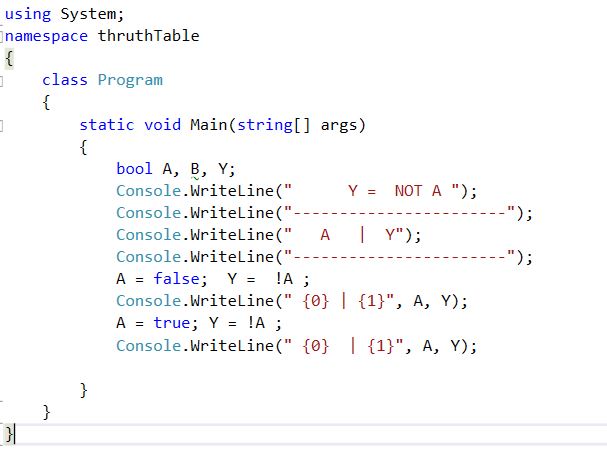 using System;
namespace thruthTable
{
    class Program
    {
        static void Main(string[] args)
        {
            bool A, B, Y;
            Console.WriteLine("      Y =  NOT A ");
            Console.WriteLine("-----------------------");
            Console.WriteLine("   A   |  Y");
            Console.WriteLine("-----------------------");
            A = false;  Y =  !A ;
            Console.WriteLine(" {0} | {1}", A, Y);
            A = true; Y = !A ;
            Console.WriteLine(" {0}  | {1}", A, Y);

        }
    }
}